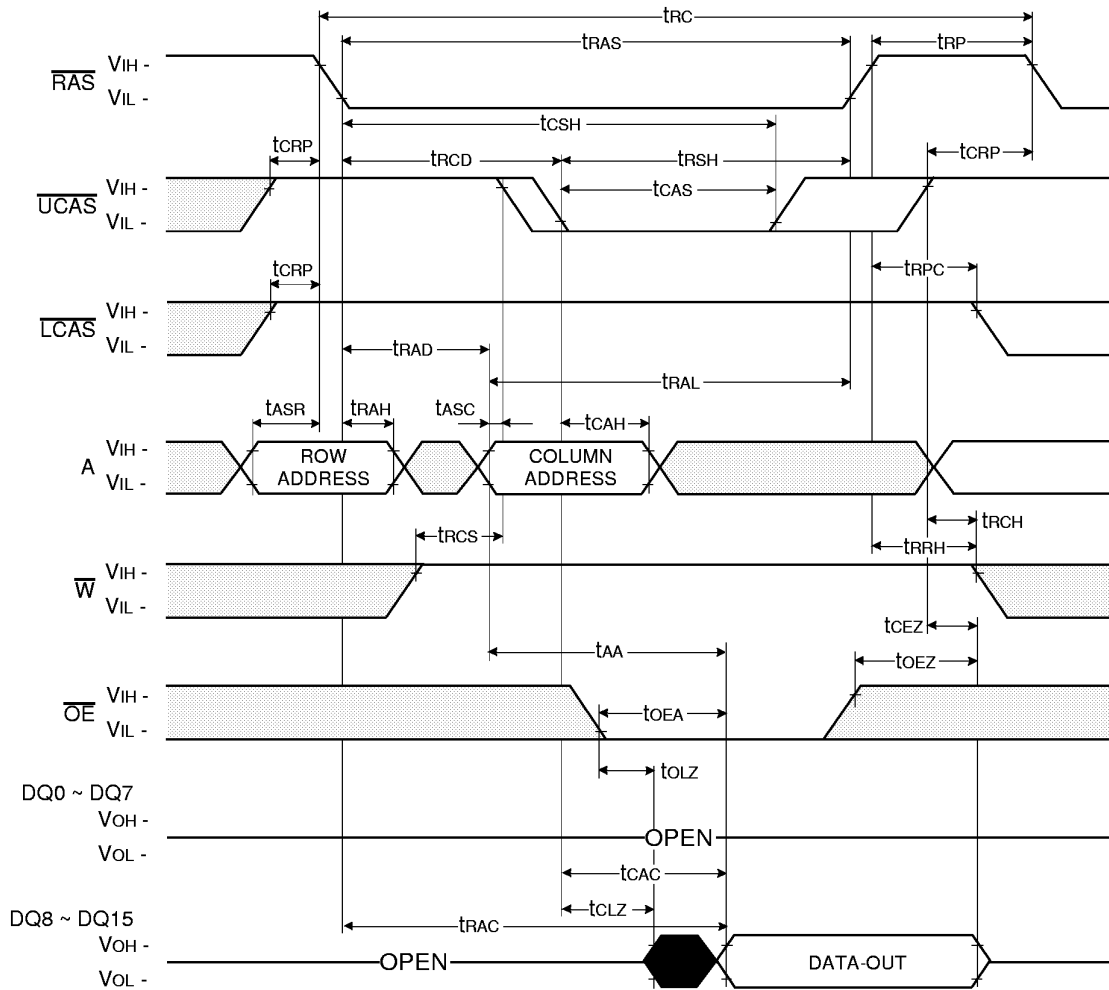 tRC
tRAS
tRP
RAS
VIH -
VIL -
tCSH
tCRP
tRCD
tRSH
tCRP
UCAS
VIH -
VIL -
tCAS
tCRP
tRPC
LCAS
VIH -
VIL -
tRAD
tRAL
tASR
tRAH
tASC
tCAH
A
VIH -
VIL -
ROW
ADDRESS
COLUMN
ADDRESS
tRCS
tRCH
tRRH
W
VIH -
VIL -
tCEZ
tAA
tOEZ
OE
VIH -
VIL -
tOEA
tOLZ
DQ0 ~ DQ7
VOH -
VOL -
OPEN
tCAC
tCLZ
DQ8 ~ DQ15
tRAC
VOH -
VOL -
OPEN
DATA-OUT